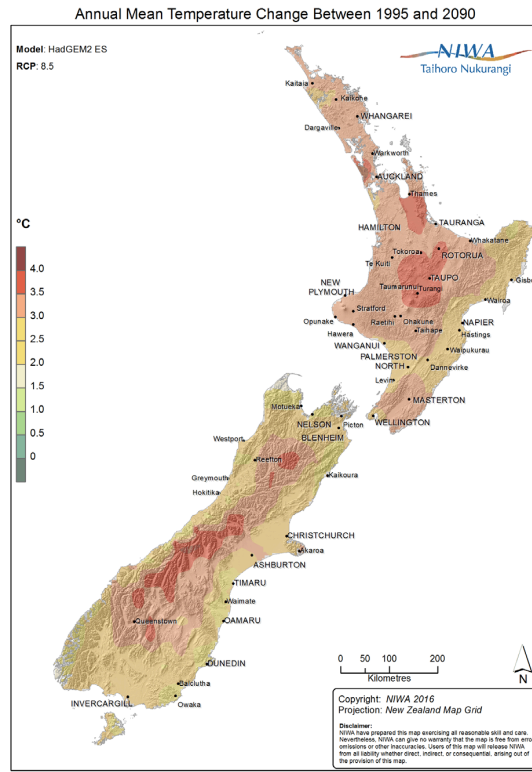 Annual Mean Temperature Change Between 1995 and 2090
Model: HadGEM2 ES
RCP: 8.5
NIWA
Taihoro Nukurangi
°C
4.0
3.5
3.0
2.5
2.0
1.5
1.0
0.5
0
Kaitaia
Kaikohe
WHANGAREI
Dargaville
Warkworth
AUCKLAND
Thames
TAURANGA
HAMILTON
Whakatane
Tokoroa
ROTORUA
Te Kuiti
Gisbo
TAUPO
Taumarunui
Turangi
NEW
PLYMOUTH
Wairoa
Stratford
Opunake
Raetihi
Ohakune
NAPIER
Hawera
Taihape
Hastings
WANGANUI
Waipukurau
PALMERSTON
NORTH
Dannevirke
Levin
MASTERTON
Motueka
WELLINGTON
NELSON
Picton
BLENHEIM
Westport
Reefton
Kaikoura
Greymouth
Hokitika
CHRISTCHURCH
Akaroa
ASHBURTON
TIMARU
Waimate
Queenstown
OAMARU
DUNEDIN
Balclutha
INVERCARGILL
Owaka
0 50 100 200
Kilometres
N
Copyright: NIWA 2016
Projection: New Zealand Map Grid
Disclaimer:
NIWA have prepared this map exercising all reasonable skill and care.
Nevertheless, NIWA can give no warranty that the map is free from erro
omissions or other inaccuracies. Users of this map will release NIWA
from all liability whether direct, indirect, or consequential, arising out of
the provision of this map.